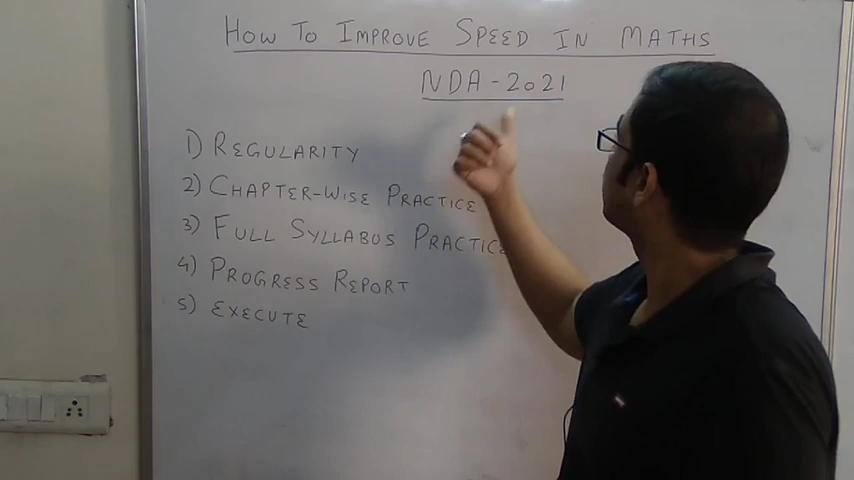 How To IMPROVE SPEED IN MATHS
NDA-2021
1) REGULARITY
2) CHAPTER-WISE PRACTICE
3) FULL SYLLABUS PRACTICE
4) PROGRESS REPORT
5) EXECUTE